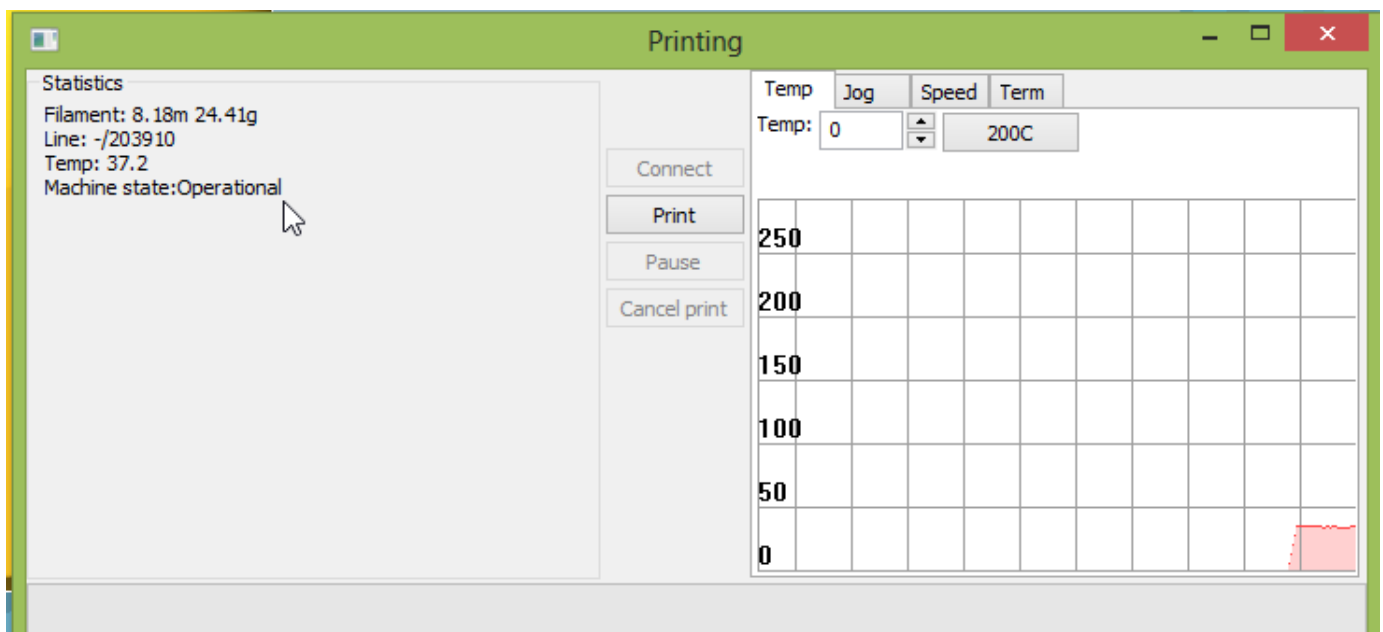 Printing
Statistics
Filament: 8.18m 24.41g
Line: -/203910
Temp: 37.2
Machine state:Operational
Connect
Print
Pause
Cancel print
Temp Jog Speed Term
Temp: 0 200C
250
200
150
100
50
0